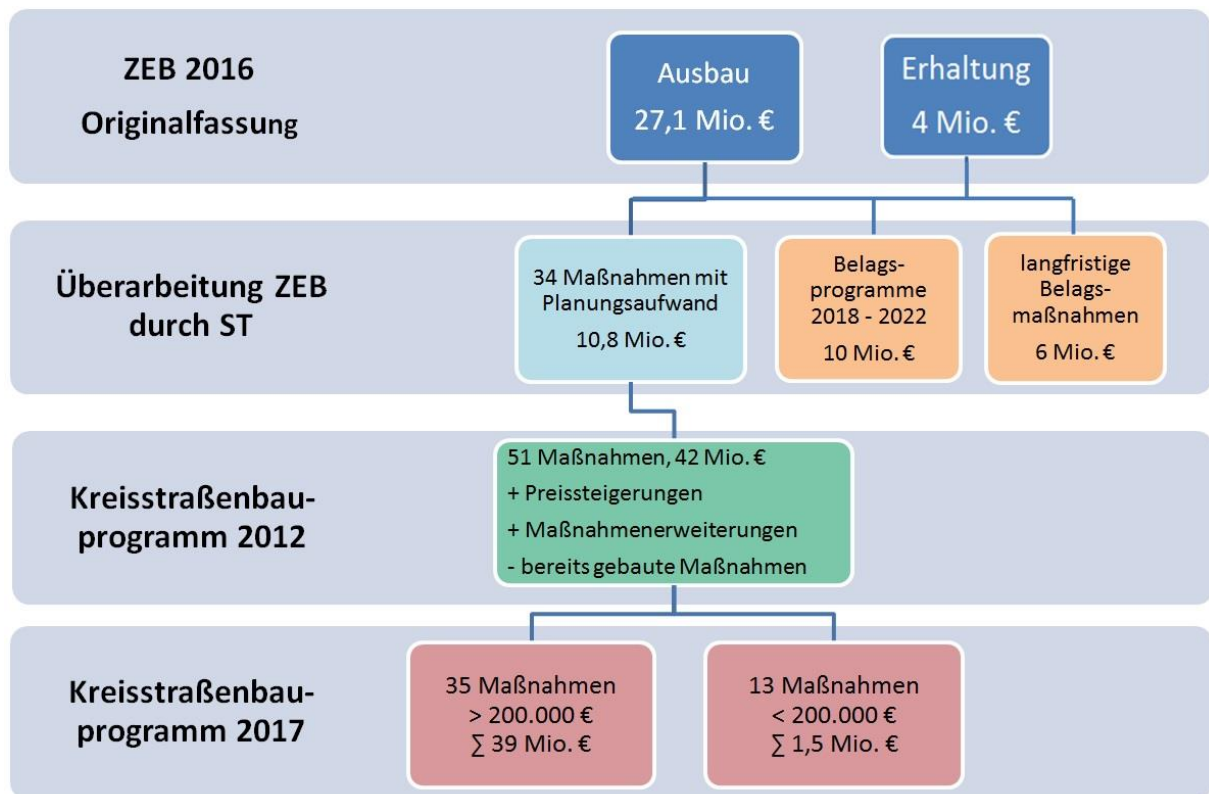 ZEB 2016
Originalfassung
Ausbau
27,1 Mio. €
Erhaltung
4 Mio. €
Überarbeitung ZEB
durch ST
34 Maßnahmen mit
Planungsaufwand
10,8 Mio. €
Belags-
programme
2018 - 2022
10 Mio. €
langfristige
Belags-
maßnahmen
6 Mio. €
Kreisstraßenbau-
programm 2012
51 Maßnahmen, 42 Mio. €
+ Preissteigerungen
+ Maßnahmenerweiterungen
- bereits gebaute Maßnahmen
Kreisstraßenbau-
programm 2017
35 Maßnahmen
> 200.000 €
∑ 39 Mio. €
13 Maßnahmen
< 200.000 €
∑ 1,5 Mio. €